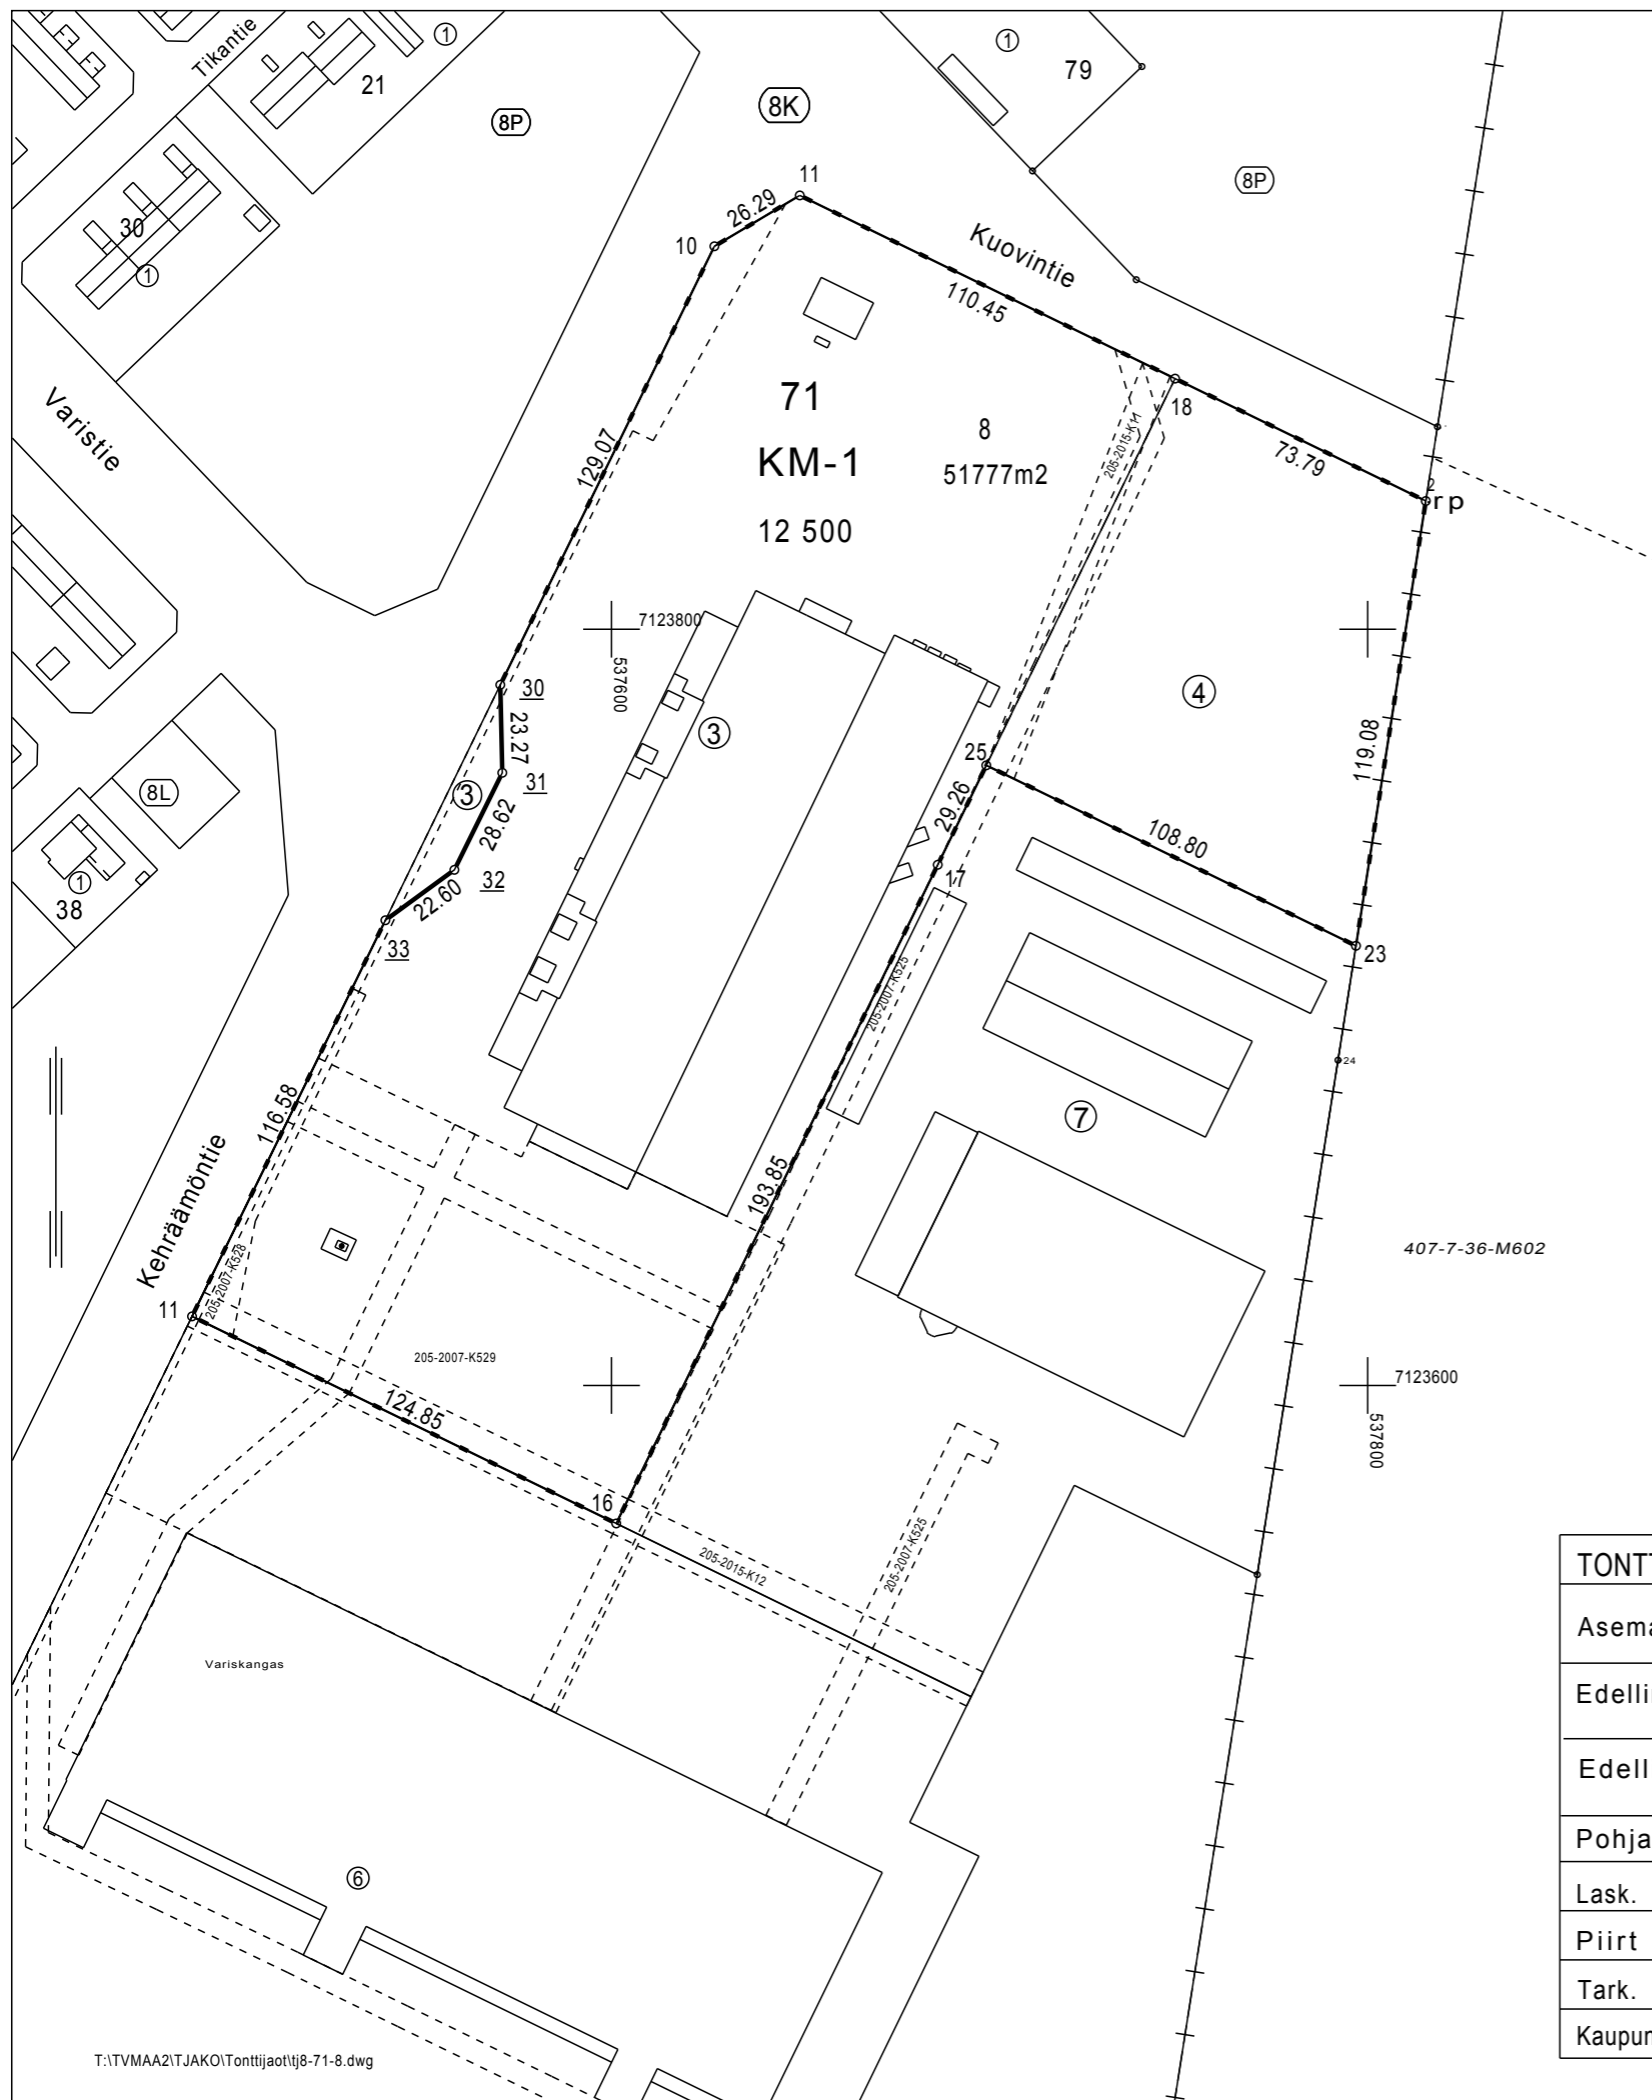 Tikantie
1
21
8P
8K
1
79
8P
30
1
11
26.29
10
Kuovintie
110.45
71
KM-1
12 500
8
51777m2
18
205-2015-K11
73.79
2
rp
Varistie
129.07
7123800
537600
30
23.27
31
3
28.62
32
22.60
33
3
4
25
29.26
17
108.80
119.08
23
24
8L
1
38
205-2007-K525
7
116.58
Kehräämöntie
193.85
407-7-36-M602
205-2007-K528
11
205-2007-K529
124.85
7123600
537800
16
205-2015-K12
205-2007-K525
Variskangas
6
TONTT
Asema
Edelli
Edell
Pohja
Lask.
Piirt
Tark.
Kaupun
T:\TVMAA2\TJAKO\Tonttijaot\tj8-71-8.dwg